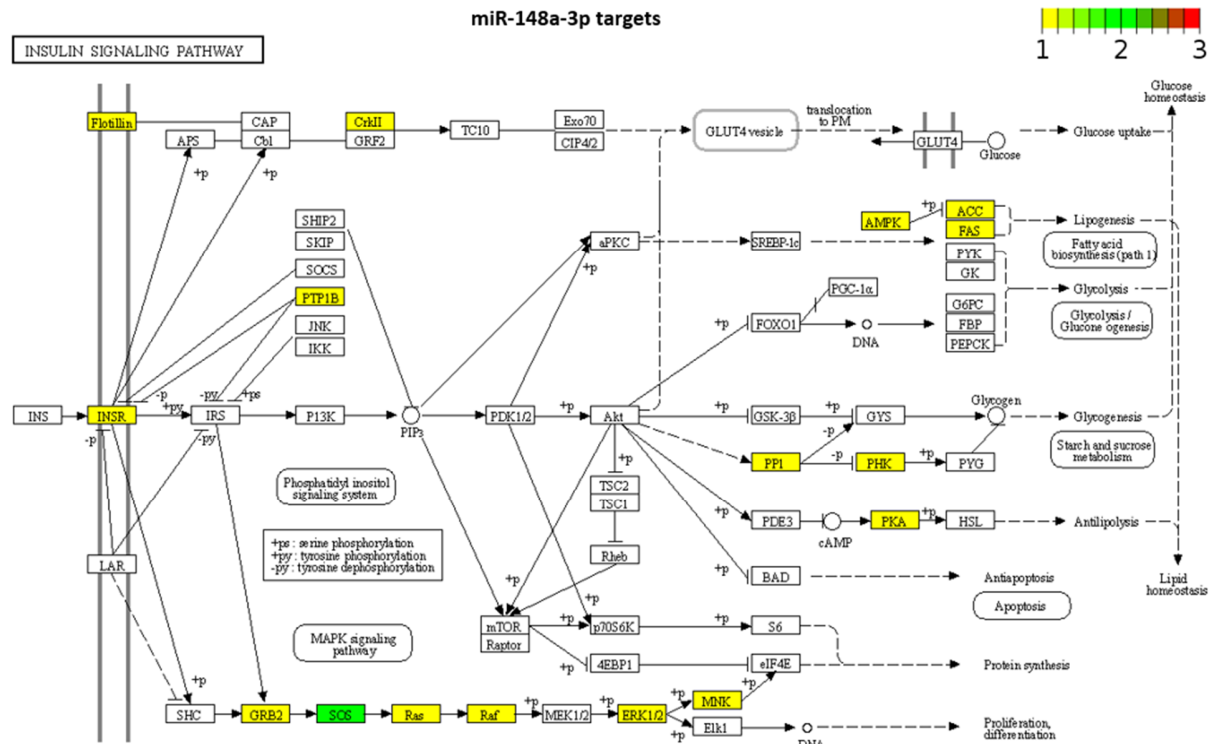 miR-148a-3p targets
1 2 3
INSULIN SIGNALING PATHWAY
Glucose homeostasis
Flotillin
CAP
CrkII
APS
Cbl
GRF2
TC10
Exo70
CIP4/2
GLUT4 vesicle
translocation
to PM
GLUT4
Glucose
Glucose uptake
+p
+p
SHIP2
SKIP
SOCS
PTP1B
JNK
IKK
aPKC
+p
SREBP-1c
AMPK
+p
ACC
FAS
PYK
GK
Lipogenesis
Fatty acid
biosynthesis (path 1)
Glycolysis
PGC-1α
+p
FOXO1
DNA
G6PC
FBP
PEPCK
Glycolysis /
Glucone ogenesis
-p
+py
-py
+ps
INS
INSR
IRS
P13K
PIP3
PDK1/2
+p
Akt
+p
GSK-3β
+p
GYS
Glycogen
Glycogenesis
-p
-py
-p
Starch and sucrose
metabolism
+p
PP1
-p
PHK
+p
PYG
Phosphatidyl inositol
signaling system
TSC2
TSC1
+p
PDE3
cAMP
PKA
+p
HSL
Antilipolysis
+ps : serine phosphorylation
+py : tyrosine phosphorylation
-py : tyrosine dephosphorylation
LAR
Rheb
+p
+p
BAD
Antiapoptosis
Lipid
homeostasis
Apoptosis
+p
mTOR
Raptor
+p
p70S6K
+p
S6
MAPK signaling
pathway
+p
4EBP1
eIF4E
Protein synthesis
+p
+p
+p
SHC
GRB2
SOS
Ras
Raf
+p
MEK1/2
+p
ERK1/2
MNK
+p
Elk1
DNA
Proliferation,
differentiation